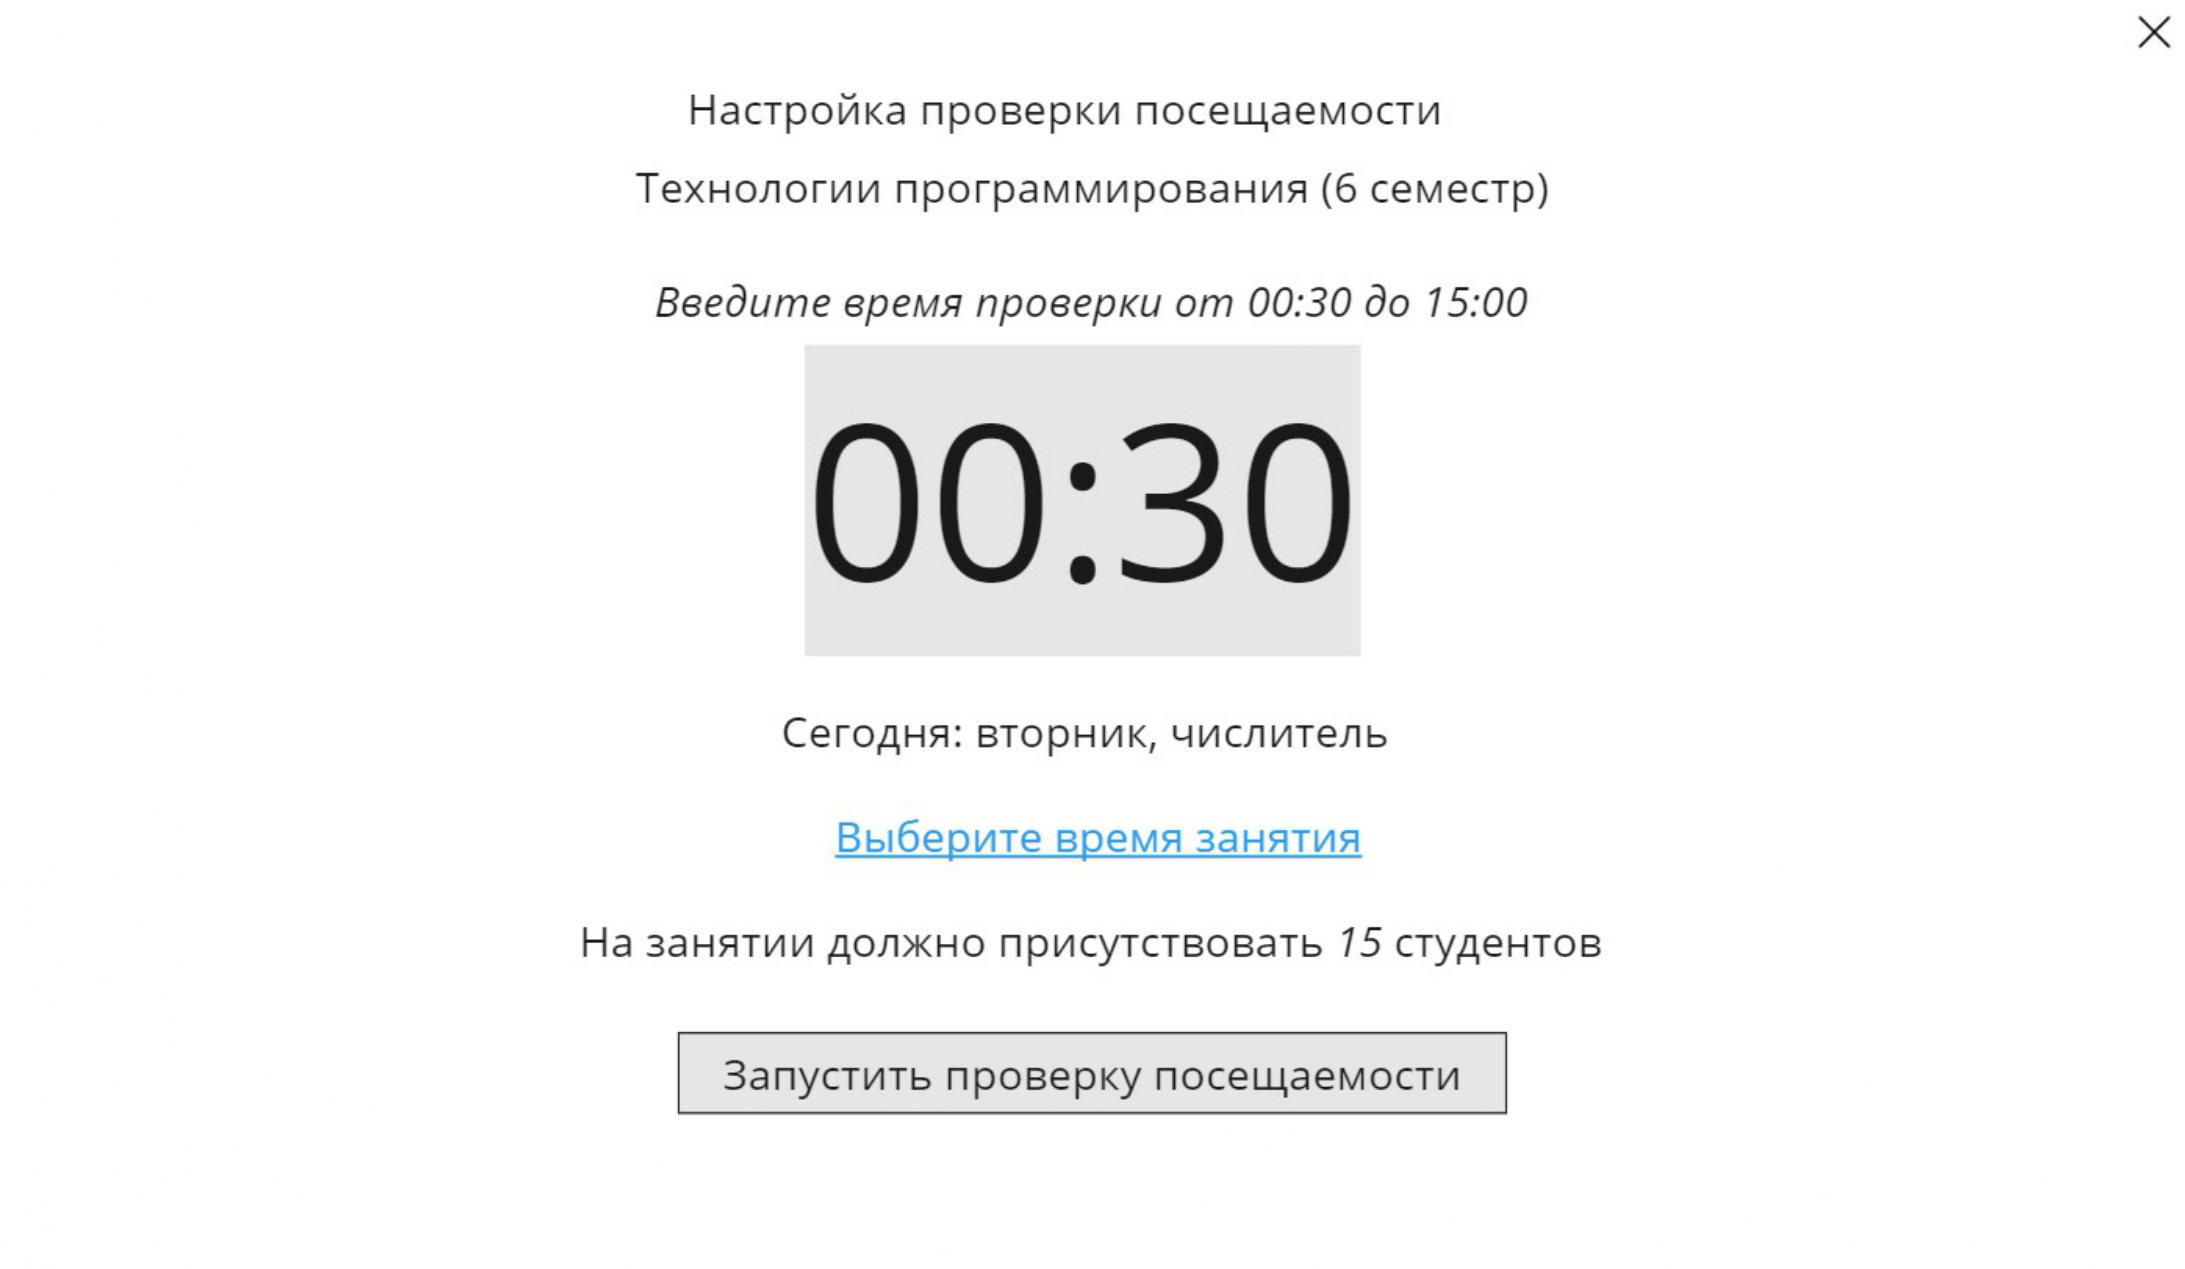 Настройка проверки посещаемости
Технологии программирования (6 семестр)
Введите время проверки от 00:30 до 15:00
00:30
Сегодня: вторник, числитель
Выберите время занятия
На занятии должно присутствовать 15 студентов
Запустить проверку посещаемости